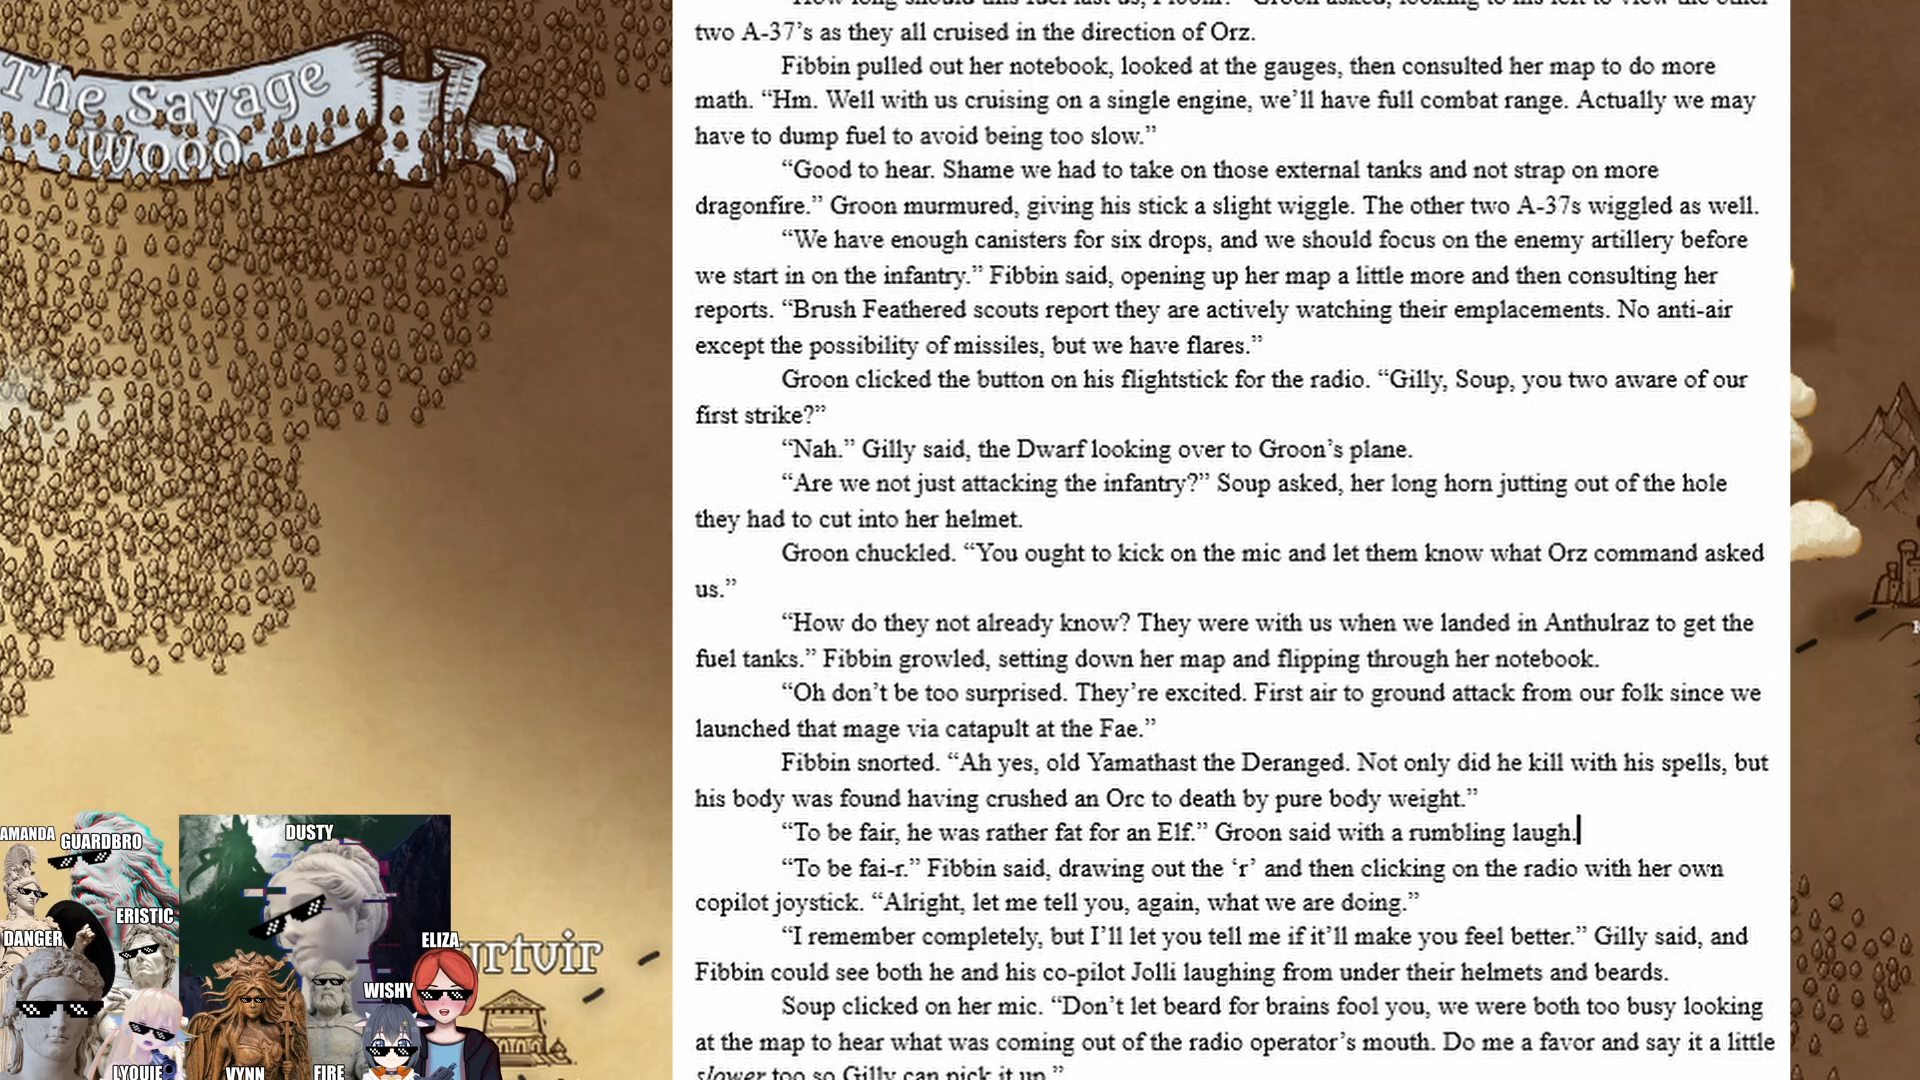 The Savage
Wood
two A-37’s as they all cruised in the direction of Orz.
Fibbin pulled out her notebook, looked at the gauges, then consulted her map to do more
math. “Hm. Well with us cruising on a single engine, we’ll have full combat range. Actually we may
have to dump fuel to avoid being too slow.”
“Good to hear. Shame we had to take on those external tanks and not strap on more
dragonfire.” Groon murmured, giving his stick a slight wiggle. The other two A-37s wiggled as well.
“We have enough canisters for six drops, and we should focus on the enemy artillery before
we start in on the infantry.” Fibbin said, opening up her map a little more and then consulting her
reports. “Brush Feathered scouts report they are actively watching their emplacements. No anti-air
except the possibility of missiles, but we have flares.”
Groon clicked the button on his flightstick for the radio. “Gilly, Soup, you two aware of our
first strike?”
“Nah.” Gilly said, the Dwarf looking over to Groon’s plane.
“Are we not just attacking the infantry?” Soup asked, her long horn jutting out of the hole
they had to cut into her helmet.
Groon chuckled. “You ought to kick on the mic and let them know what Orz command asked
us.”
“How do they not already know? They were with us when we landed in Anthulraz to get the
fuel tanks.” Fibbin growled, setting down her map and flipping through her notebook.
“Oh don’t be too surprised. They’re excited. First air to ground attack from our folk since we
launched that mage via catapult at the Fae.”
Fibbin snorted. “Ah yes, old Yamathast the Deranged. Not only did he kill with his spells, but
his body was found having crushed an Orc to death by pure body weight.”
“To be fair, he was rather fat for an Elf.” Groon said with a rumbling laugh.
“To be fai-r.” Fibbin said, drawing out the ‘r’ and then clicking on the radio with her own
copilot joystick. “Alright, let me tell you, again, what we are doing.”
“I remember completely, but I’ll let you tell me if it’ll make you feel better.” Gilly said, and
Fibbin could see both he and his co-pilot Jolli laughing from under their helmets and beards.
Soup clicked on her mic. “Don’t let beard for brains fool you, we were both too busy looking
at the map to hear what was coming out of the radio operator’s mouth. Do me a favor and say it a little
slower too so Gilly can pick it up.”
AMANDA
GUARDBRO
DUSTY
ERISTIC
DANGER
ELIZA
WISHY
LYQUIE
VYNN
FIRE